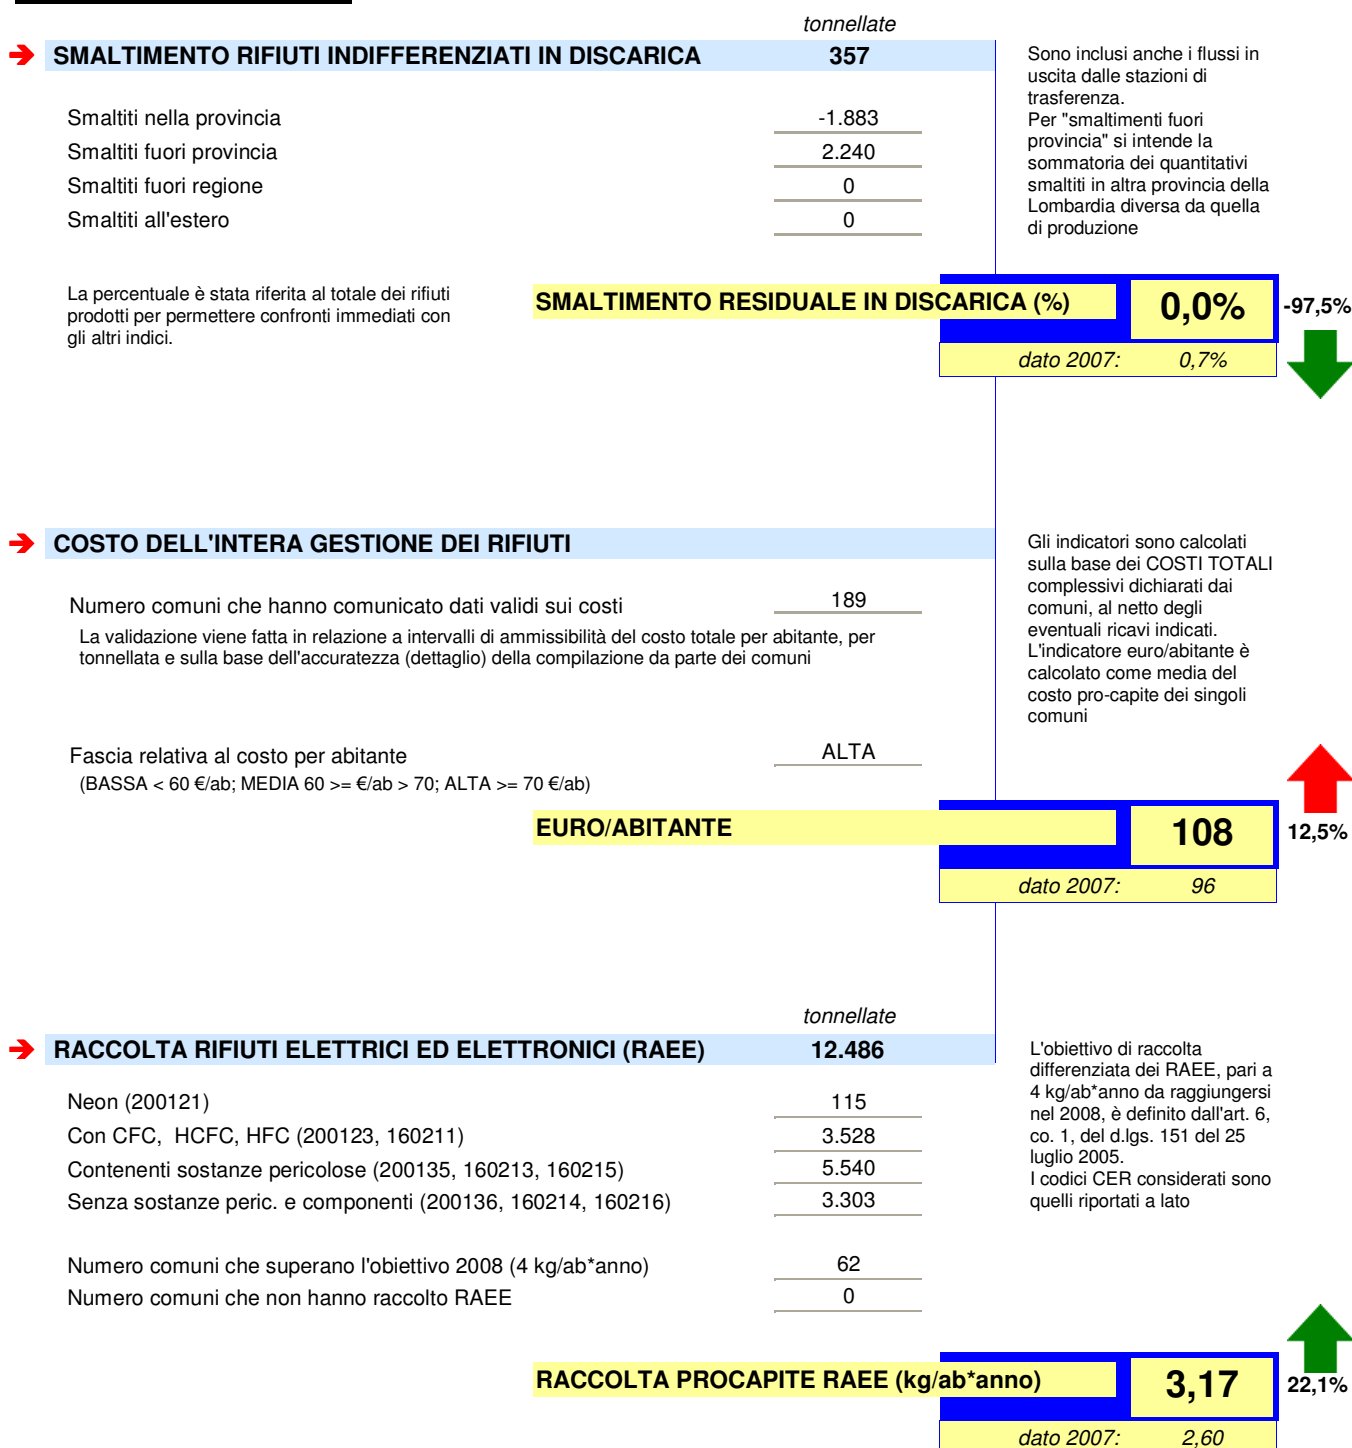 tonnellate
SMALTIMENTO RIFIUTI INDIFFERENZIATI IN DISCARICA 357
Smaltiti nella provincia -1.883
Smaltiti fuori provincia 2.240
Smaltiti fuori regione 0
Smaltiti all'estero 0
Sono inclusi anche i flussi in
uscita dalle stazioni di
trasferenza.
Per "smaltimenti fuori
provincia" si intende la
sommatoria dei quantitativi
smaltiti in altra provincia della
Lombardia diversa da quella
di produzione
La percentuale è stata riferita al totale dei rifiuti
prodotti per permettere confronti immediati con
gli altri indici.
SMALTIMENTO RESIDUALE IN DISCARICA (%) 0,0% -97,5%
dato 2007: 0,7%
COSTO DELL'INTERA GESTIONE DEI RIFIUTI
Numero comuni che hanno comunicato dati validi sui costi 189
La validazione viene fatta in relazione a intervalli di ammissibilità del costo totale per abitante, per
tonnellata e sulla base dell'accuratezza (dettaglio) della compilazione da parte dei comuni
Gli indicatori sono calcolati
sulla base dei COSTI TOTALI
complessivi dichiarati dai
comuni, al netto degli
eventuali ricavi indicati.
L'indicatore euro/abitante è
calcolato come media del
costo pro-capite dei singoli
comuni
Fascia relativa al costo per abitante ALTA
(BASSA < 60 €/ab; MEDIA 60 >= €/ab > 70; ALTA >= 70 €/ab)
EURO/ABITANTE 108 12,5%
dato 2007: 96
tonnellate
RACCOLTA RIFIUTI ELETTRICI ED ELETTRONICI (RAEE) 12.486
Neon (200121) 115
Con CFC, HCFC, HFC (200123, 160211) 3.528
Contenenti sostanze pericolose (200135, 160213, 160215) 5.540
Senza sostanze peric. e componenti (200136, 160214, 160216) 3.303
L'obiettivo di raccolta
differenziata dei RAEE, pari a
4 kg/ab*anno da raggiungersi
nel 2008, è definito dall'art. 6,
co. 1, del d.lgs. 151 del 25
luglio 2005.
I codici CER considerati sono
quelli riportati a lato
Numero comuni che superano l'obiettivo 2008 (4 kg/ab*anno) 62
Numero comuni che non hanno raccolto RAEE 0
RACCOLTA PROCAPITE RAEE (kg/ab*anno) 3,17 22,1%
dato 2007: 2,60